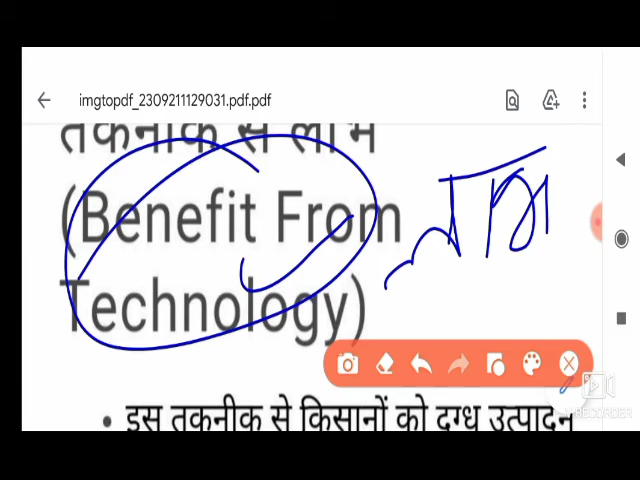 imgtopdf_2309211129031.pdf.pdf
तकनीक से लाभ
(Benefit From
Technology)
• इस तकनीक से किसानों को दुग्ध उत्पादन